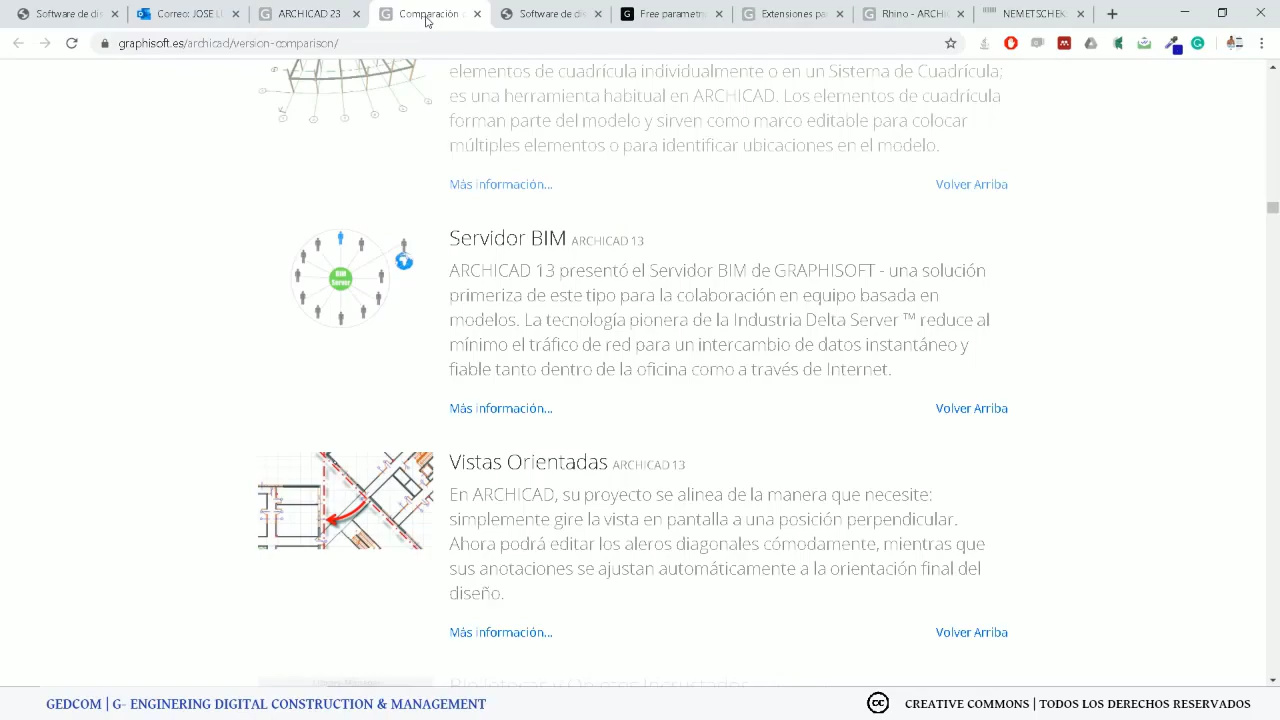 Software de dis
Correo: JOSE L
ARCHICAD 23
Comparación d
Software de dis
Free parametri
Extensiones pa
Rhino - ARCHI
NEMETSCHEK
graphisoft.es/archicad/version-comparison/
elementos de cuadrícula individualmente o en un Sistema de Cuadrícula;
es una herramienta habitual en ARCHICAD. Los elementos de cuadrícula
forman parte del modelo y sirven como marco editable para colocar
múltiples elementos o para identificar ubicaciones en el modelo.
Más información...
Volver Arriba
BIM
Server
Servidor BIM ARCHICAD 13
ARCHICAD 13 presentó el Servidor BIM de GRAPHISOFT - una solución
primeriza de este tipo para la colaboración en equipo basada en
modelos. La tecnología pionera de la Industria Delta Server ™ reduce al
mínimo el tráfico de red para un intercambio de datos instantáneo y
fiable tanto dentro de la oficina como a través de Internet.
Más información...
Volver Arriba
Vistas Orientadas ARCHICAD 13
En ARCHICAD, su proyecto se alinea de la manera que necesite:
simplemente gire la vista en pantalla a una posición perpendicular.
Ahora podrá editar los aleros diagonales cómodamente, mientras que
sus anotaciones se ajustan automáticamente a la orientación final del
diseño.
Más información...
Volver Arriba
GEDCOM | G- ENGINERING DIGITAL CONSTRUCTION & MANAGEMENT
cc
CREATIVE COMMONS | TODOS LOS DERECHOS RESERVADOS